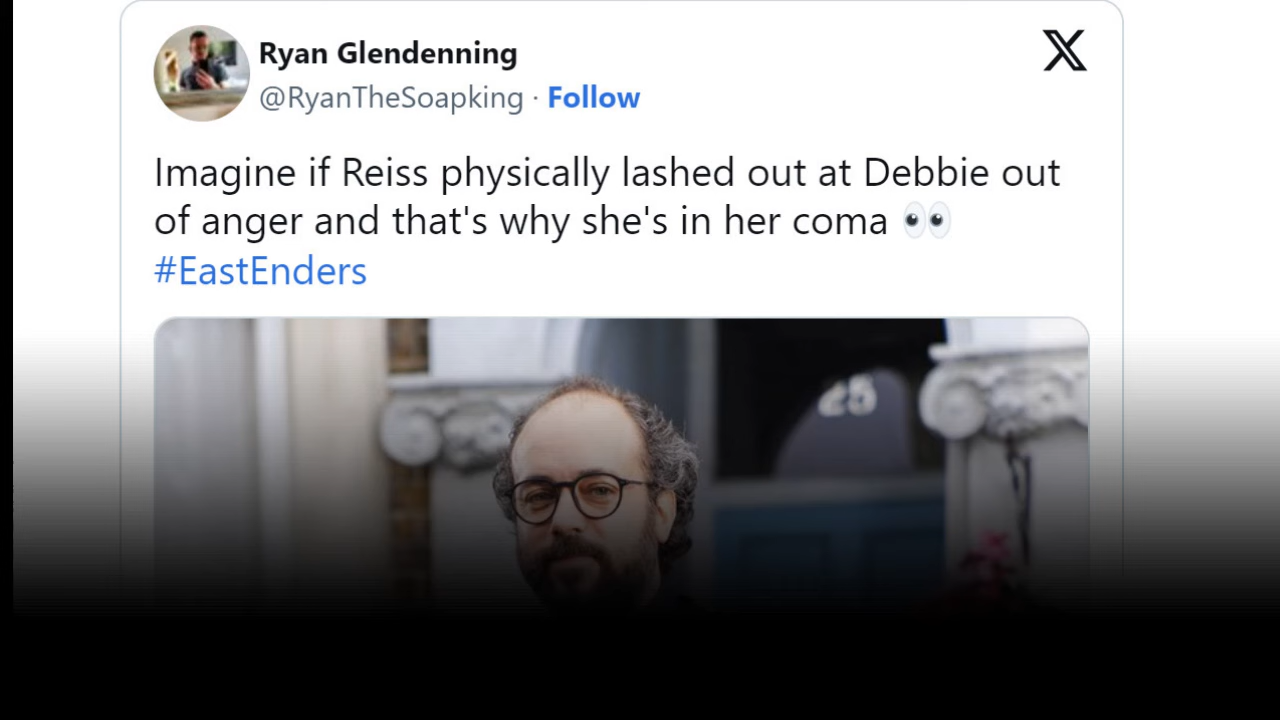 Ryan Glendenning
@RyanTheSoapking · Follow
Imagine if Reiss physically lashed out at Debbie out
of anger and that's why she's in her coma 👀
#EastEnders
25